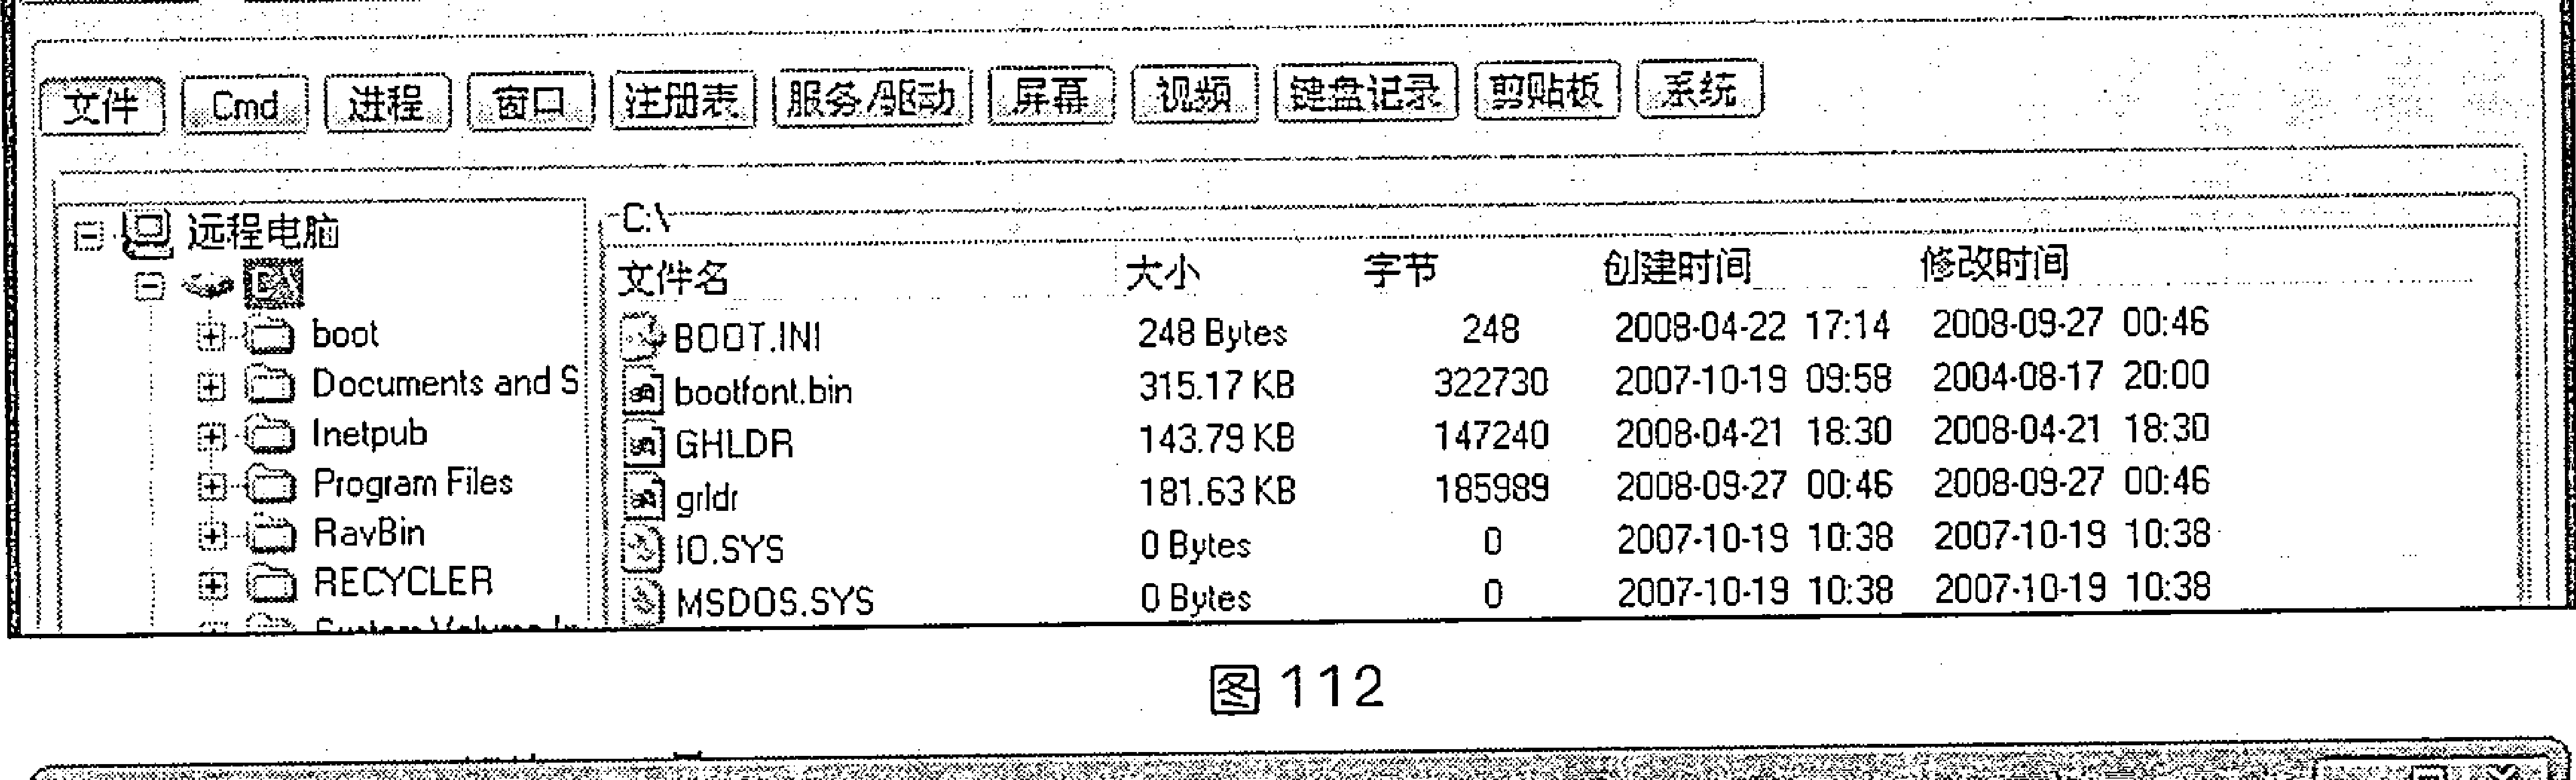 文件 Cmd 进程 窗口 注册表 服务/驱动 屏幕 视频 键盘记录 剪贴板 系统
远程电脑
boot
Documents and S
Inetpub
Program Files
RavBin
RECYCLER
System Volume In
C:\
文件名 大小 字节 创建时间 修改时间
BOOT.INI 248 Bytes 248 2008-04-22 17:14 2008-09-27 00:46
bootfont.bin 315.17 KB 322730 2007-10-19 09:58 2004-08-17 20:00
GHLDR 143.79 KB 147240 2008-04-21 18:30 2008-04-21 18:30
grldr 181.63 KB 185989 2008-09-27 00:46 2008-09-27 00:46
IO.SYS 0 Bytes 0 2007-10-19 10:38 2007-10-19 10:38
MSDOS.SYS 0 Bytes 0 2007-10-19 10:38 2007-10-19 10:38
图 112